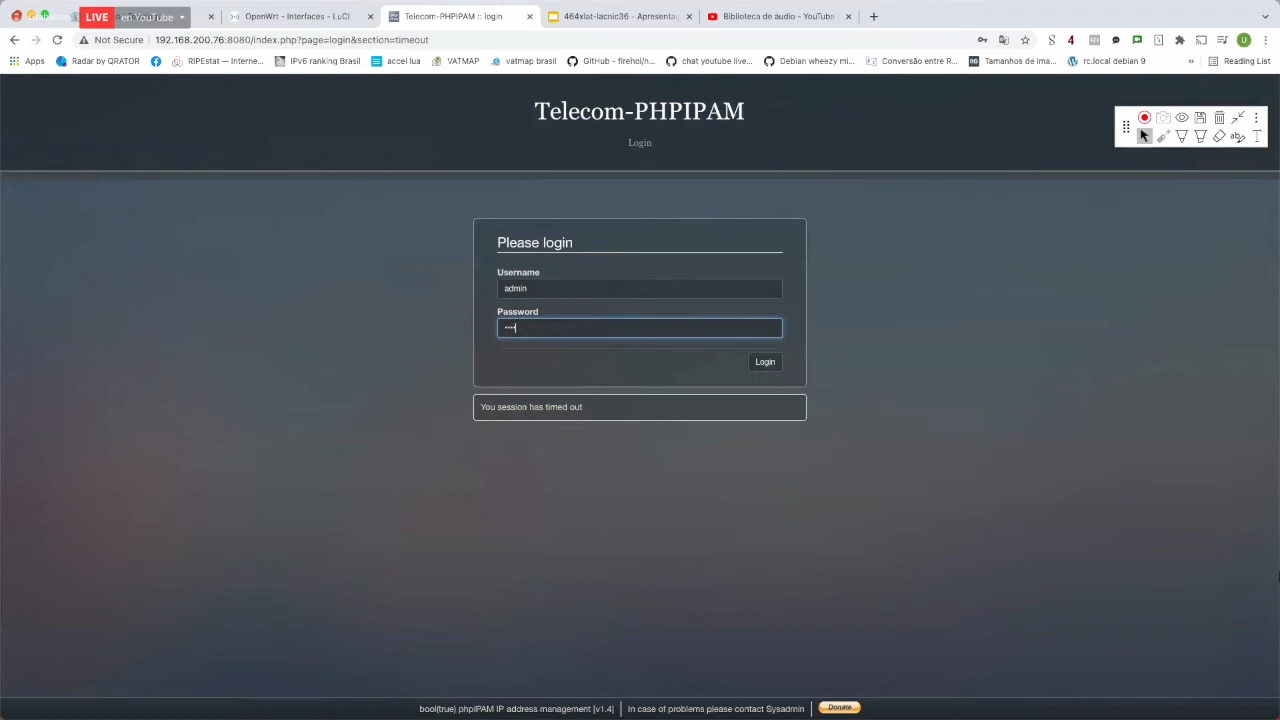 LIVE en YouTube
OpenWrt - Interfaces - LuCI
Telecom-PHPIPAM :: login
464xlat-lacnic36 - Apresentaç
Biblioteca de áudio - YouTube
Not Secure 192.168.200.76:8080/index.php?page=login&section=timeout
Apps Radar by QRATOR RIPEstat — Interne... IPv6 ranking Brasil accel lua VATMAP vatmap brasil GitHub - firehol/n... chat youtube live... Debian wheezy mi... Conversão entre R... Tamanhos de ima... rc.local debian 9 » Reading List
Telecom-PHPIPAM
Login
Please login
Username
admin
Password
••••
Login
You session has timed out
bool(true) phpIPAM IP address management [v1.4] In case of problems please contact Sysadmin Donate